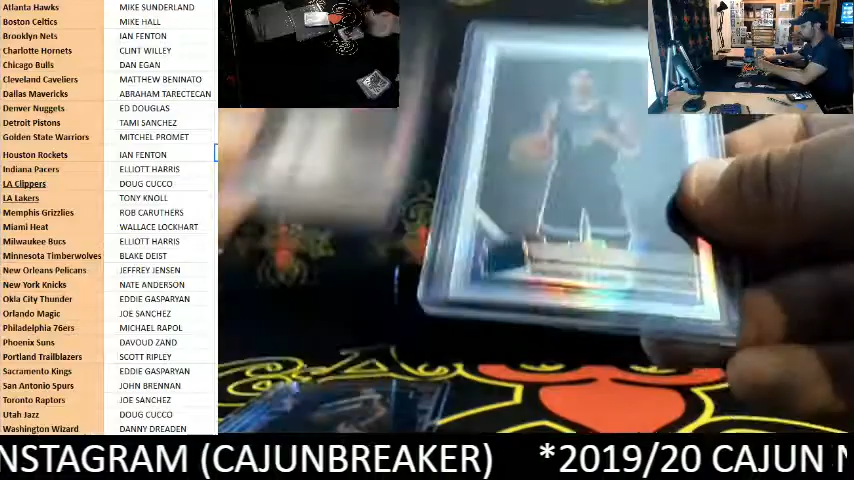 Atlanta Hawks MIKE SUNDERLAND
Boston Celtics MIKE HALL
Brooklyn Nets IAN FENTON
Charlotte Hornets CLINT WILLEY
Chicago Bulls DAN EGAN
Cleveland Cavaliers MATTHEW BENINATO
Dallas Mavericks ABRAHAM TARECTECAN
Denver Nuggets ED DOUGLAS
Detroit Pistons TAMI SANCHEZ
Golden State Warriors MITCHEL PROMET
Houston Rockets IAN FENTON
Indiana Pacers ELLIOTT HARRIS
LA Clippers DOUG CUCCO
LA Lakers TONY KNOLL
Memphis Grizzlies ROB CARUTHERS
Miami Heat WALLACE LOCKHART
Milwaukee Bucs ELLIOTT HARRIS
Minnesota Timberwolves BLAKE DEIST
New Orleans Pelicans JEFFREY JENSEN
New York Knicks NATE ANDERSON
Okla City Thunder EDDIE GASPARYAN
Orlando Magic JOE SANCHEZ
Philadelphia 76ers MICHAEL RAPOL
Phoenix Suns DAVOUD ZAND
Portland Trailblazers SCOTT RIPLEY
Sacramento Kings EDDIE GASPARYAN
San Antonio Spurs JOHN BRENNAN
Toronto Raptors JOE SANCHEZ
Utah Jazz DOUG CUCCO
Washington Wizard DANNY DREADEN
NSTAGRAM (CAJUNBREAKER) *2019/20 CAJUN N